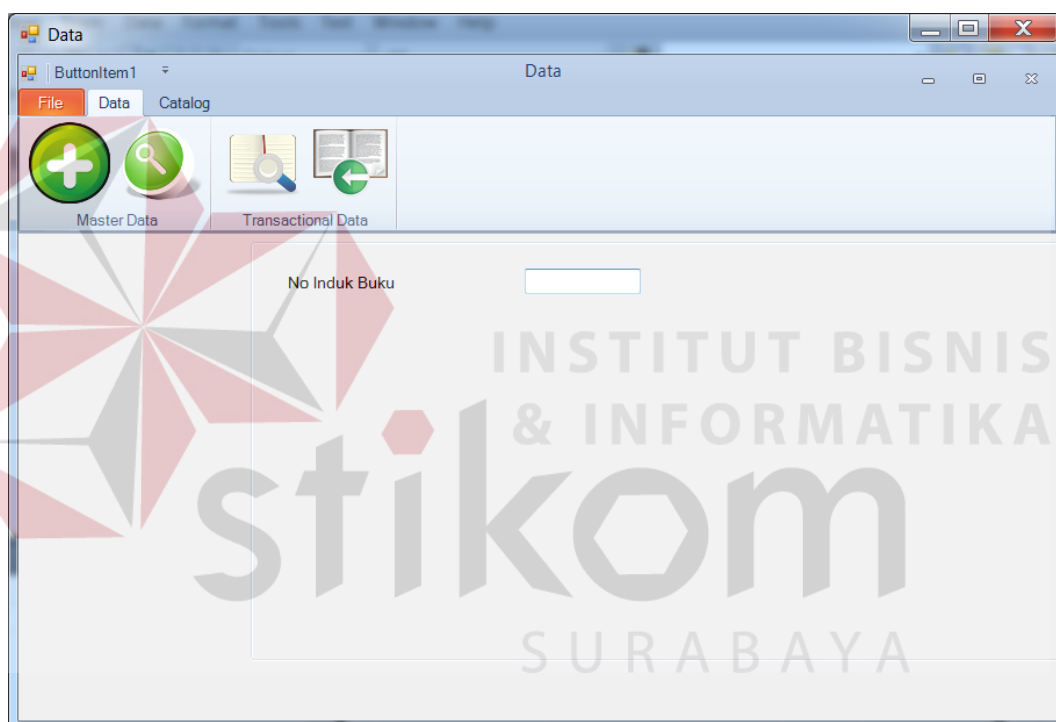 Data
ButtonItem1
Data
File Data Catalog
Master Data Transactional Data
No Induk Buku
INSTITUT BISNIS
& INFORMATIKA
stikom
SURABAYA